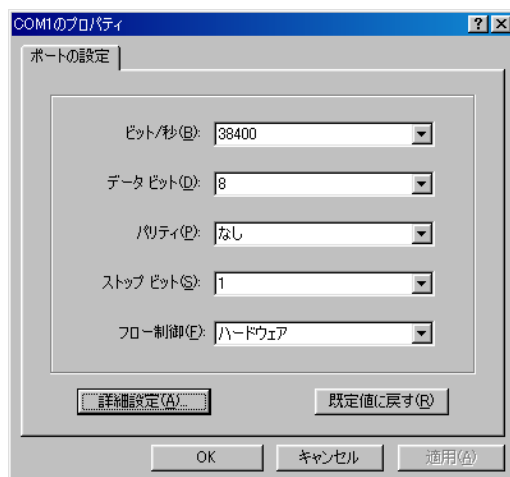 COM1のプロパティ
ポートの設定
ビット/秒(B): 38400
データ ビット(D): 8
パリティ(P): なし
ストップ ビット(S): 1
フロー制御(F): ハードウェア
詳細設定(A)... 既定値に戻す(R)
OK キャンセル 適用(A)